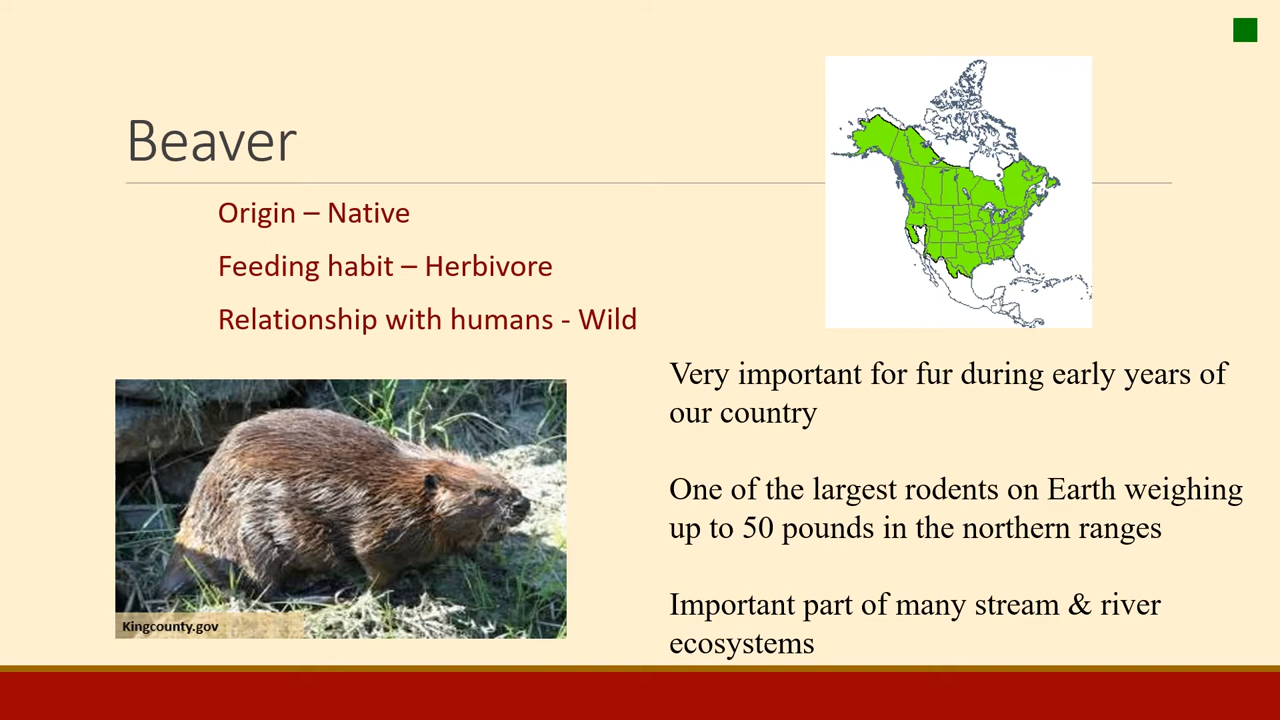 Beaver
Origin – Native
Feeding habit – Herbivore
Relationship with humans - Wild
Very important for fur during early years of
our country
One of the largest rodents on Earth weighing
up to 50 pounds in the northern ranges
Important part of many stream & river
ecosystems
Kingcounty.gov